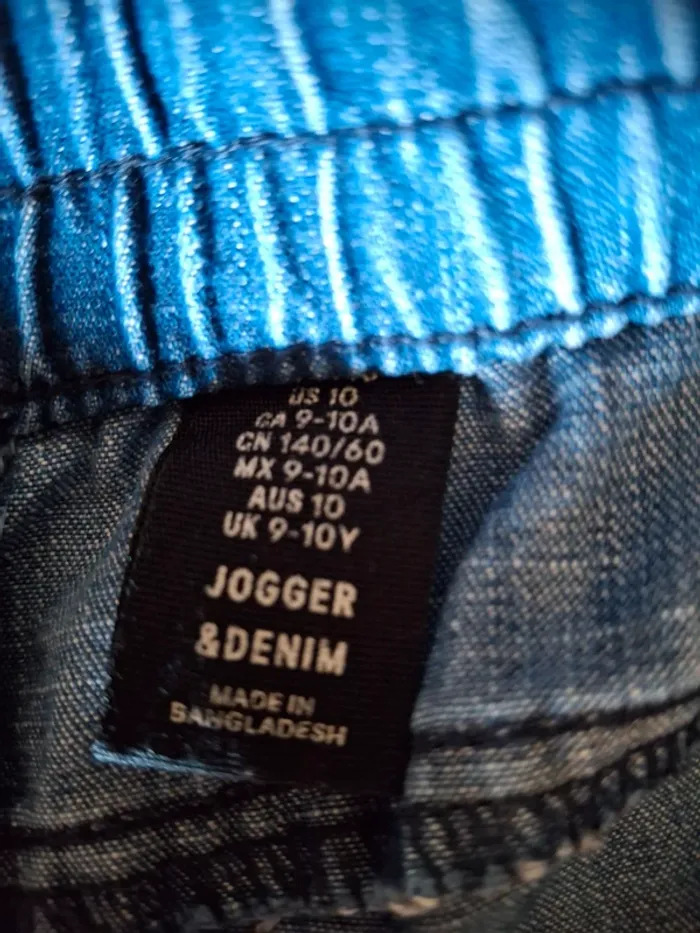 US 10
CA 9-10A
CN 140/60
MX 9-10A
AUS 10
UK 9-10Y
JOGGER
&DENIM
MADE IN
BANGLADESH